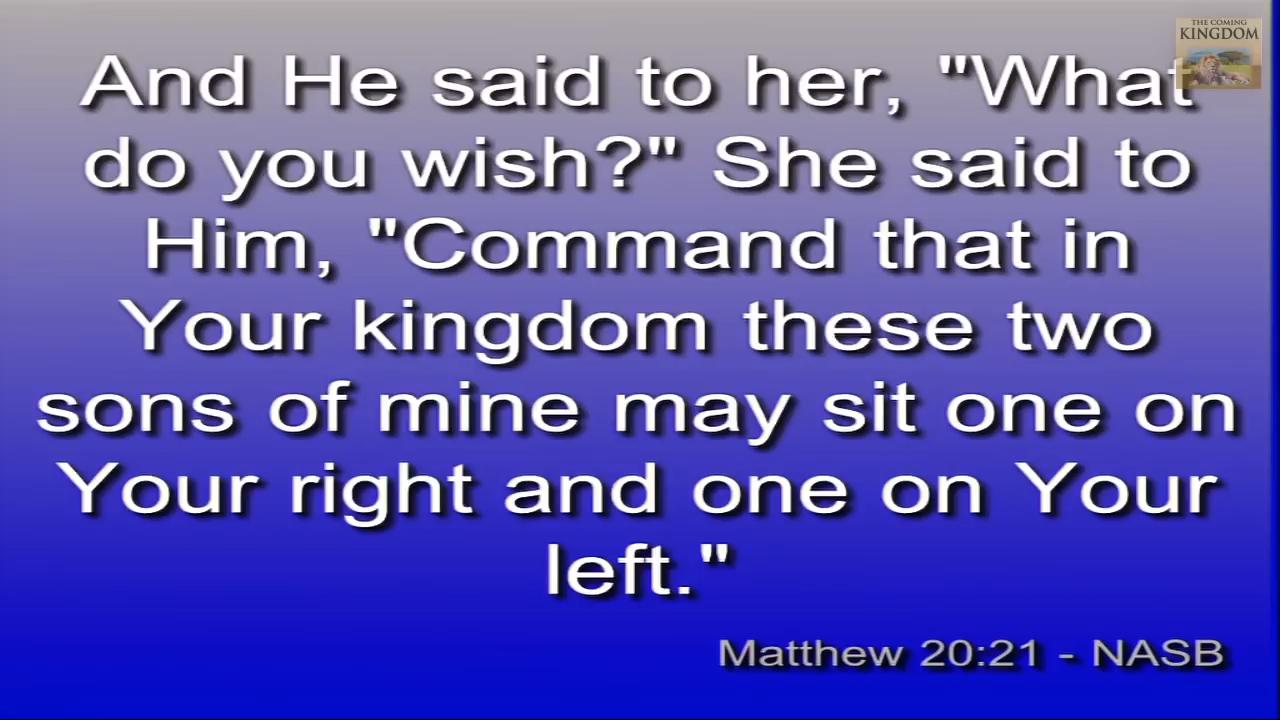 THE COMING
KINGDOM
And He said to her, "What
do you wish?" She said to
Him, "Command that in
Your kingdom these two
sons of mine may sit one on
Your right and one on Your
left."
Matthew 20:21 - NASB